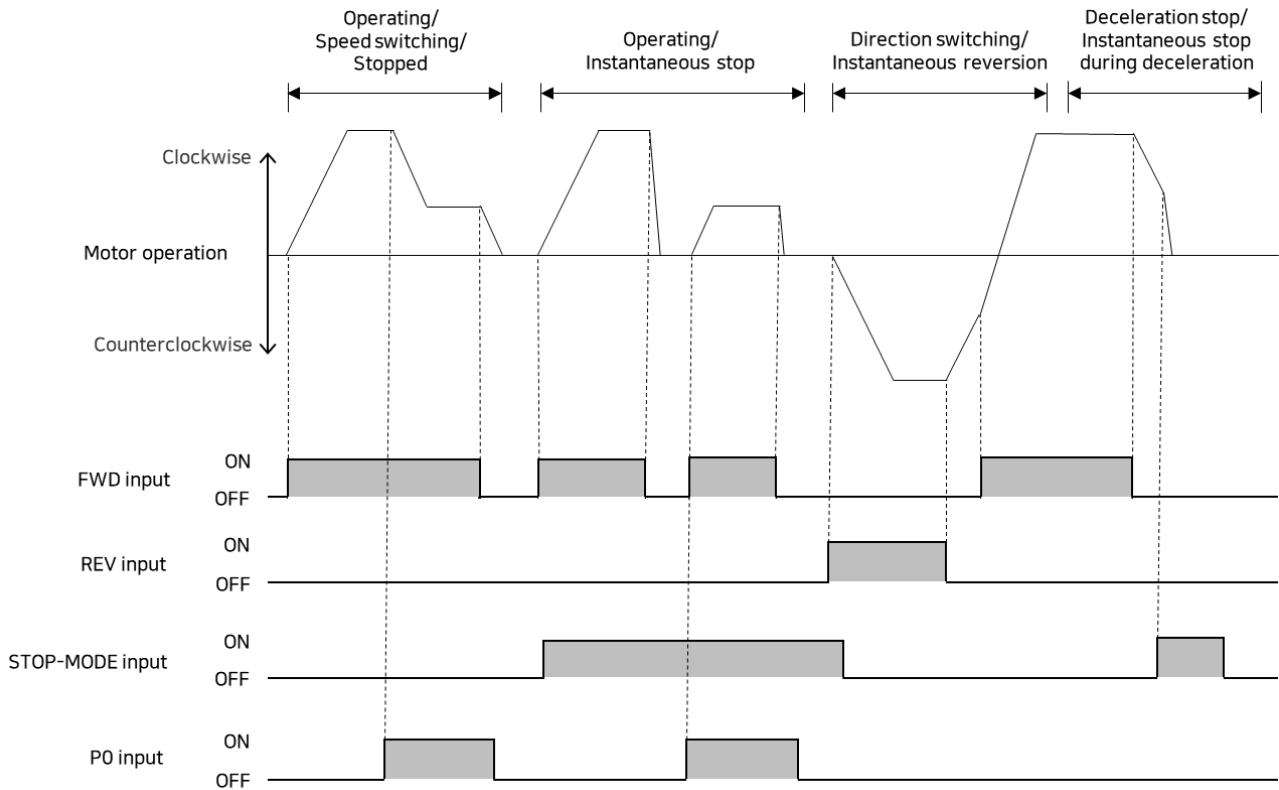 Operating/
Speed switching/
Stopped
Operating/
Instantaneous stop
Direction switching/
Instantaneous reversion
Deceleration stop/
Instantaneous stop
during deceleration
Clockwise
Motor operation
Counterclockwise
FWD input
ON
OFF
REV input
ON
OFF
STOP-MODE input
ON
OFF
P0 input
ON
OFF